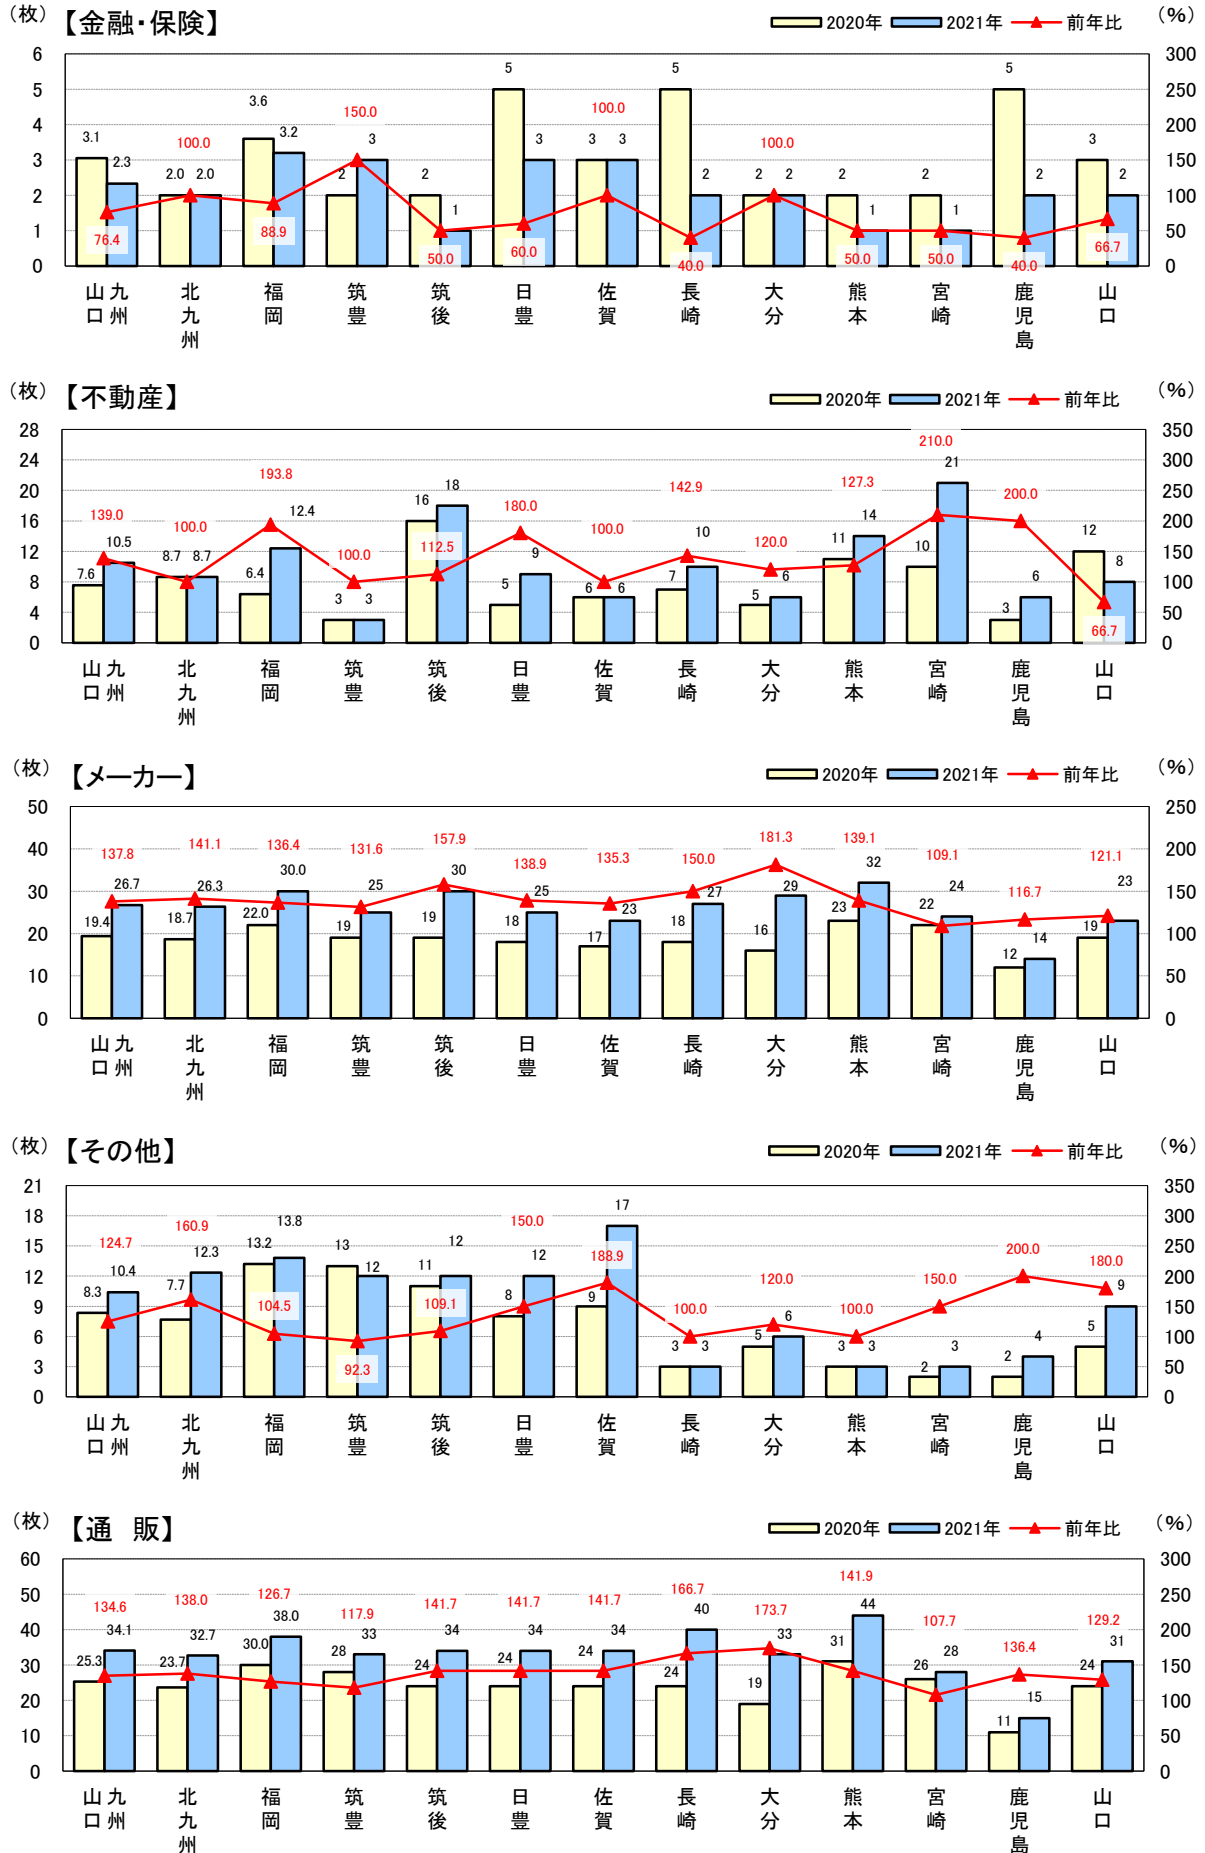 (枚) 【金融・保険】 2020年 2021年 前年比 (%)
6 5 4 3 2 1 0
300 250 200 150 100 50 0
3.1 2.0 3.6 2 2 5 3 5 2 2 2 5 3
2.3 2.0 3.2 3 1 3 3 2 2 1 1 2 2
76.4 100.0 88.9 150.0 50.0 60.0 100.0 40.0 100.0 50.0 50.0 40.0 66.7
九州山口 北九州 福岡 筑豊 筑後 日豊 佐賀 長崎 大分 熊本 宮崎 鹿児島 山口
(枚) 【不動産】 2020年 2021年 前年比 (%)
28 24 20 16 12 8 4 0
350 300 250 200 150 100 50 0
7.6 8.7 6.4 3 16 5 6 7 5 11 10 3 12
10.5 8.7 12.4 3 18 9 6 10 6 14 21 6 8
139.0 100.0 193.8 100.0 112.5 180.0 100.0 142.9 120.0 127.3 210.0 200.0 66.7
九州山口 北九州 福岡 筑豊 筑後 日豊 佐賀 長崎 大分 熊本 宮崎 鹿児島 山口
(枚) 【メーカー】 2020年 2021年 前年比 (%)
50 40 30 20 10 0
250 200 150 100 50 0
19.4 18.7 22.0 19 19 18 17 18 16 23 22 12 19
26.7 26.3 30.0 25 30 25 23 27 29 32 24 14 23
137.8 141.1 136.4 131.6 157.9 138.9 135.3 150.0 181.3 139.1 109.1 116.7 121.1
九州山口 北九州 福岡 筑豊 筑後 日豊 佐賀 長崎 大分 熊本 宮崎 鹿児島 山口
(枚) 【その他】 2020年 2021年 前年比 (%)
21 18 15 12 9 6 3 0
350 300 250 200 150 100 50 0
8.3 7.7 13.2 13 11 8 9 3 5 3 2 2 5
10.4 12.3 13.8 12 12 12 17 3 6 3 3 4 9
124.7 160.9 104.5 92.3 109.1 150.0 188.9 100.0 120.0 100.0 150.0 200.0 180.0
九州山口 北九州 福岡 筑豊 筑後 日豊 佐賀 長崎 大分 熊本 宮崎 鹿児島 山口
(枚) 【通 販】 2020年 2021年 前年比 (%)
60 50 40 30 20 10 0
300 250 200 150 100 50 0
25.3 23.7 30.0 28 24 24 24 24 19 31 26 11 24
34.1 32.7 38.0 33 34 34 34 40 33 44 28 15 31
134.6 138.0 126.7 117.9 141.7 141.7 141.7 166.7 173.7 141.9 107.7 136.4 129.2
九州山口 北九州 福岡 筑豊 筑後 日豊 佐賀 長崎 大分 熊本 宮崎 鹿児島 山口